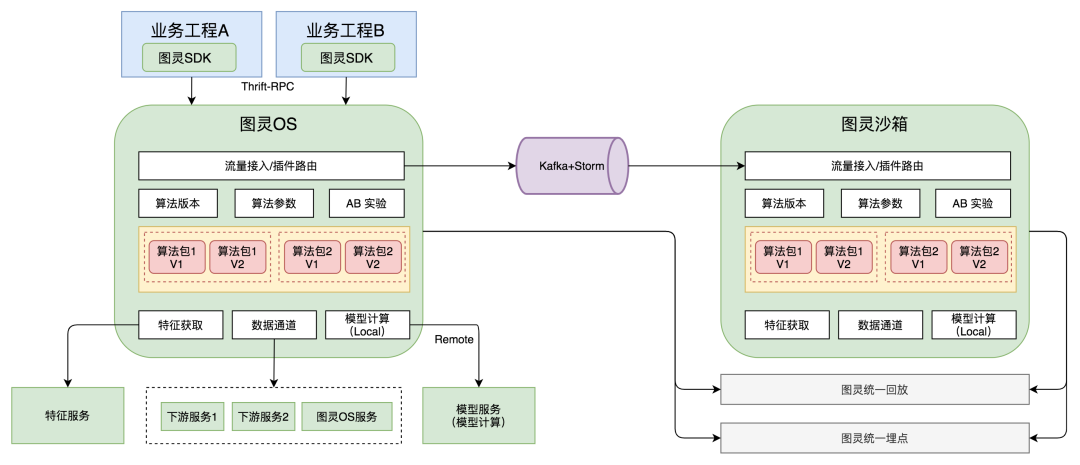 业务工程A
图灵SDK
业务工程B
图灵SDK
Thrift-RPC
图灵OS
流量接入/插件路由
算法版本
算法参数
AB 实验
算法包1
V1
算法包1
V2
算法包2
V1
算法包2
V2
特征获取
数据通道
模型计算
（Local）
Remote
特征服务
下游服务1
下游服务2
图灵OS服务
模型服务
（模型计算）
Kafka+Storm
图灵沙箱
流量接入/插件路由
算法版本
算法参数
AB 实验
算法包1
V1
算法包1
V2
算法包2
V1
算法包2
V2
特征获取
数据通道
模型计算
（Local）
图灵统一回放
图灵统一埋点